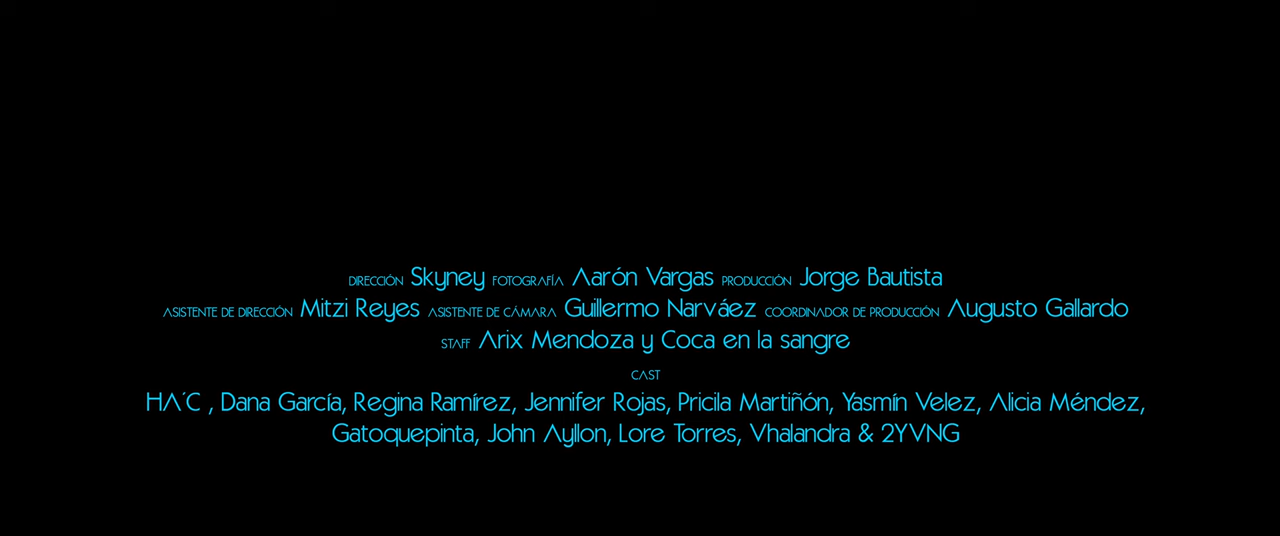 DIRECCIÓN Skyney FOTOGRAFÍA Aarón Vargas PRODUCCIÓN Jorge Bautista
ASISTENTE DE DIRECCIÓN Mitzi Reyes ASISTENTE DE CÁMARA Guillermo Narváez COORDINADOR DE PRODUCCIÓN Augusto Gallardo
STAFF Arix Mendoza y Coca en la sangre
CAST
HA´C , Dana García, Regina Ramírez, Jennifer Rojas, Pricila Martiñón, Yasmín Velez, Alicia Méndez,
Gatoquepinta, John Ayllon, Lore Torres, Vhalandra & 2YVNG